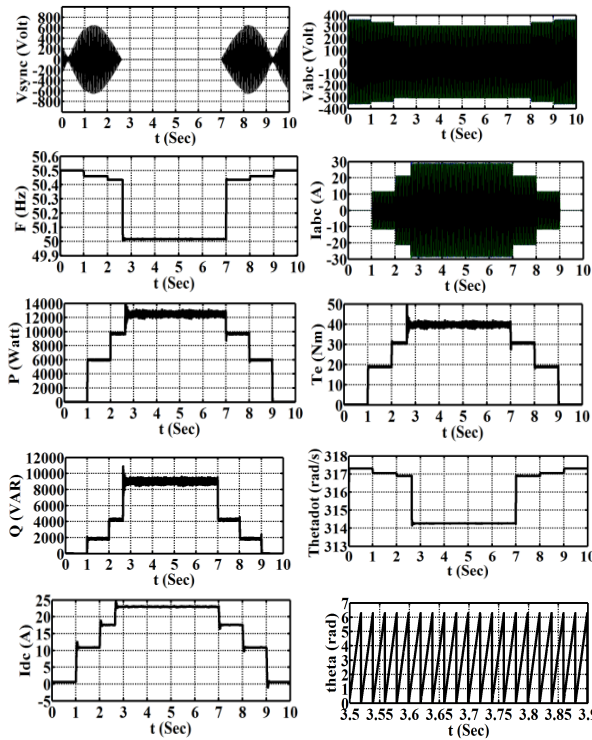 Vsync (Volt)
800
600
400
200
0
-200
-400
-600
-800
0 1 2 3 4 5 6 7 8 9 10
t (Sec)
Vabc (Volt)
400
300
200
100
0
-100
-200
-300
-400
0 1 2 3 4 5 6 7 8 9 10
t (Sec)
F (Hz)
50.6
50.5
50.4
50.3
50.2
50.1
50
49.9
0 1 2 3 4 5 6 7 8 9 10
t (Sec)
Iabc (A)
30
20
10
0
-10
-20
-30
0 1 2 3 4 5 6 7 8 9 10
t (Sec)
P (Watt)
14000
12000
10000
8000
6000
4000
2000
0
0 1 2 3 4 5 6 7 8 9 10
t (Sec)
Te (Nm)
50
40
30
20
10
0
0 1 2 3 4 5 6 7 8 9 10
t (Sec)
Q (VAR)
12000
10000
8000
6000
4000
2000
0
0 1 2 3 4 5 6 7 8 9 10
t (Sec)
Thetadot (rad/s)
318
317
316
315
314
313
0 1 2 3 4 5 6 7 8 9 10
t (Sec)
Idc (A)
25
20
15
10
5
0
-5
0 1 2 3 4 5 6 7 8 9 10
t (Sec)
theta (rad)
7
6
5
4
3
2
1
0
3.5 3.55 3.6 3.65 3.7 3.75 3.8 3.85 3.9
t (Sec)